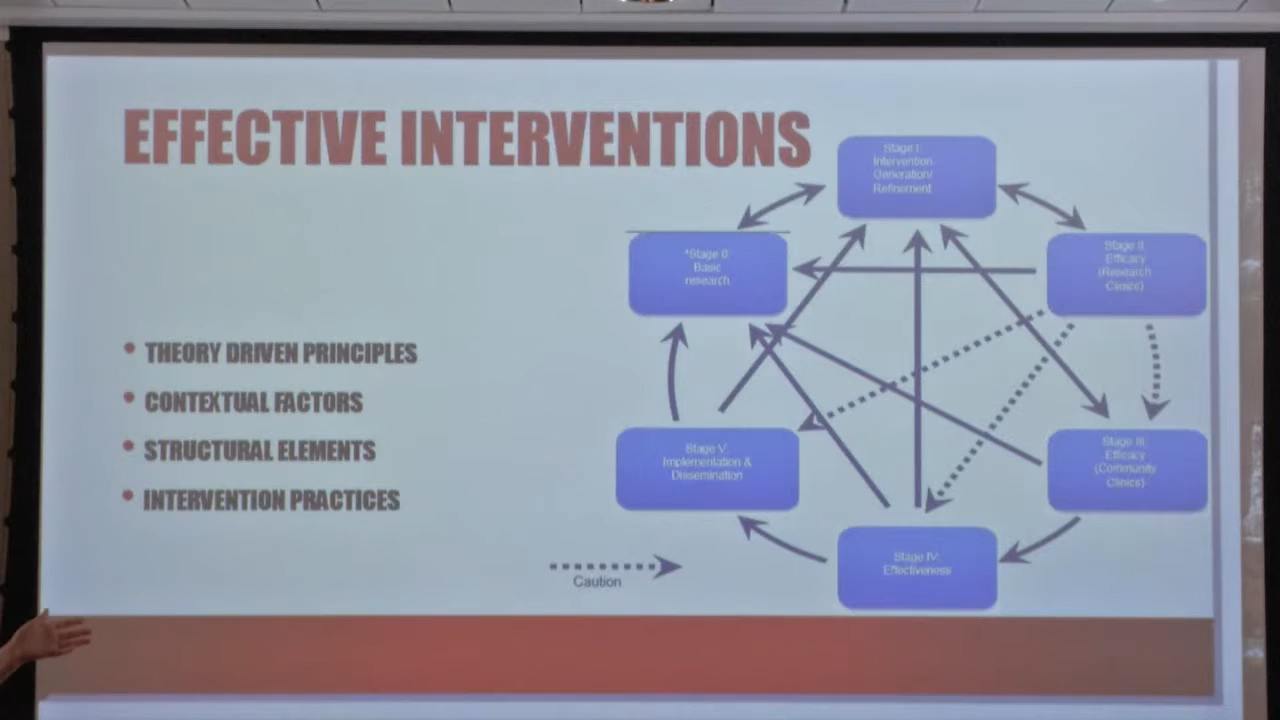 EFFECTIVE INTERVENTIONS
• THEORY DRIVEN PRINCIPLES
• CONTEXTUAL FACTORS
• STRUCTURAL ELEMENTS
• INTERVENTION PRACTICES
Stage I:
Intervention
Generation/
Refinement
*Stage 0:
Basic
research
Stage II:
Efficacy
(Research
Clinics)
Stage V:
Implementation &
Dissemination
Stage III:
Efficacy
(Community
Clinics)
Stage IV:
Effectiveness
Caution